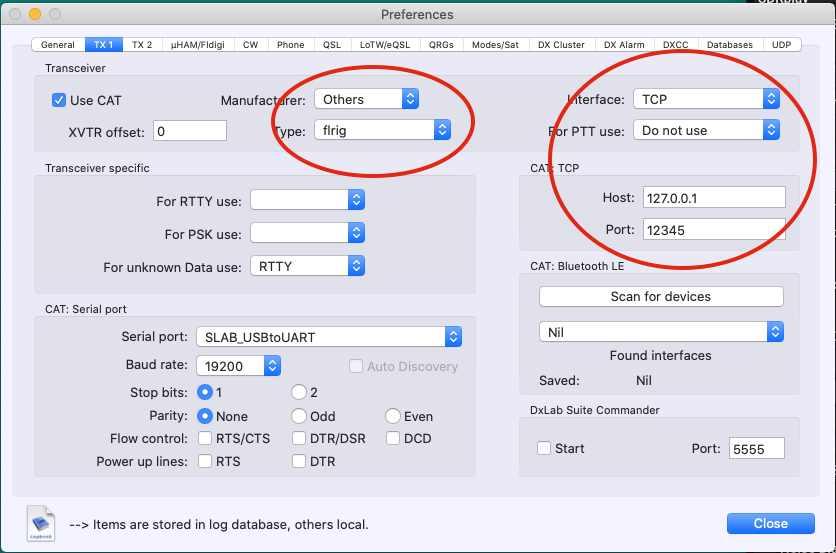 Preferences
General TX 1 TX 2 µHAM/Fldigi CW Phone QSL LoTW/eQSL QRGs Modes/Sat DX Cluster DX Alarm DXCC Databases UDP
Transceiver
Use CAT Manufacturer: Others Interface: TCP
XVTR offset: 0 Type: flrig For PTT use: Do not use
Transceiver specific
For RTTY use:
For PSK use:
For unknown Data use: RTTY
CAT: TCP
Host: 127.0.0.1
Port: 12345
CAT: Bluetooth LE
Scan for devices
Nil
Found interfaces
Saved: Nil
CAT: Serial port
Serial port: SLAB_USBtoUART
Baud rate: 19200 Auto Discovery
Stop bits: 1 2
Parity: None Odd Even
Flow control: RTS/CTS DTR/DSR DCD
Power up lines: RTS DTR
DxLab Suite Commander
Start Port: 5555
Logbook
--> Items are stored in log database, others local.
Close